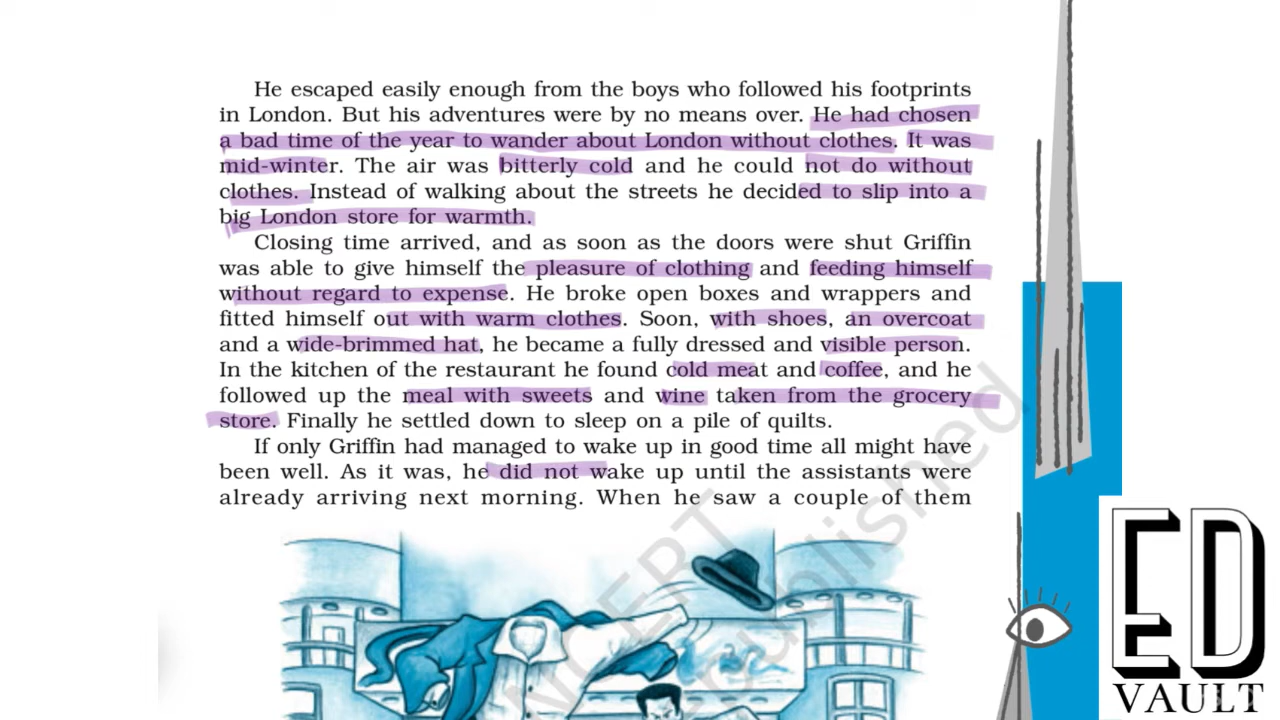 He escaped easily enough from the boys who followed his footprints
in London. But his adventures were by no means over. He had chosen
a bad time of the year to wander about London without clothes. It was
mid-winter. The air was bitterly cold and he could not do without
clothes. Instead of walking about the streets he decided to slip into a
big London store for warmth.
Closing time arrived, and as soon as the doors were shut Griffin
was able to give himself the pleasure of clothing and feeding himself
without regard to expense. He broke open boxes and wrappers and
fitted himself out with warm clothes. Soon, with shoes, an overcoat
and a wide-brimmed hat, he became a fully dressed and visible person.
In the kitchen of the restaurant he found cold meat and coffee, and he
followed up the meal with sweets and wine taken from the grocery
store. Finally he settled down to sleep on a pile of quilts.
If only Griffin had managed to wake up in good time all might have
been well. As it was, he did not wake up until the assistants were
already arriving next morning. When he saw a couple of them
NCERT
published
ED
VAULT